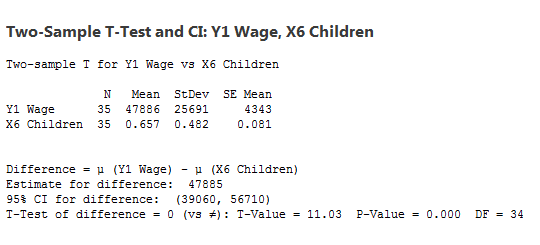 Two-Sample T-Test and CI: Y1 Wage, X6 Children
Two-sample T for Y1 Wage vs X6 Children
N Mean StDev SE Mean
Y1 Wage 35 47886 25691 4343
X6 Children 35 0.657 0.482 0.081
Difference = μ (Y1 Wage) - μ (X6 Children)
Estimate for difference: 47885
95% CI for difference: (39060, 56710)
T-Test of difference = 0 (vs ≠): T-Value = 11.03 P-Value = 0.000 DF = 34